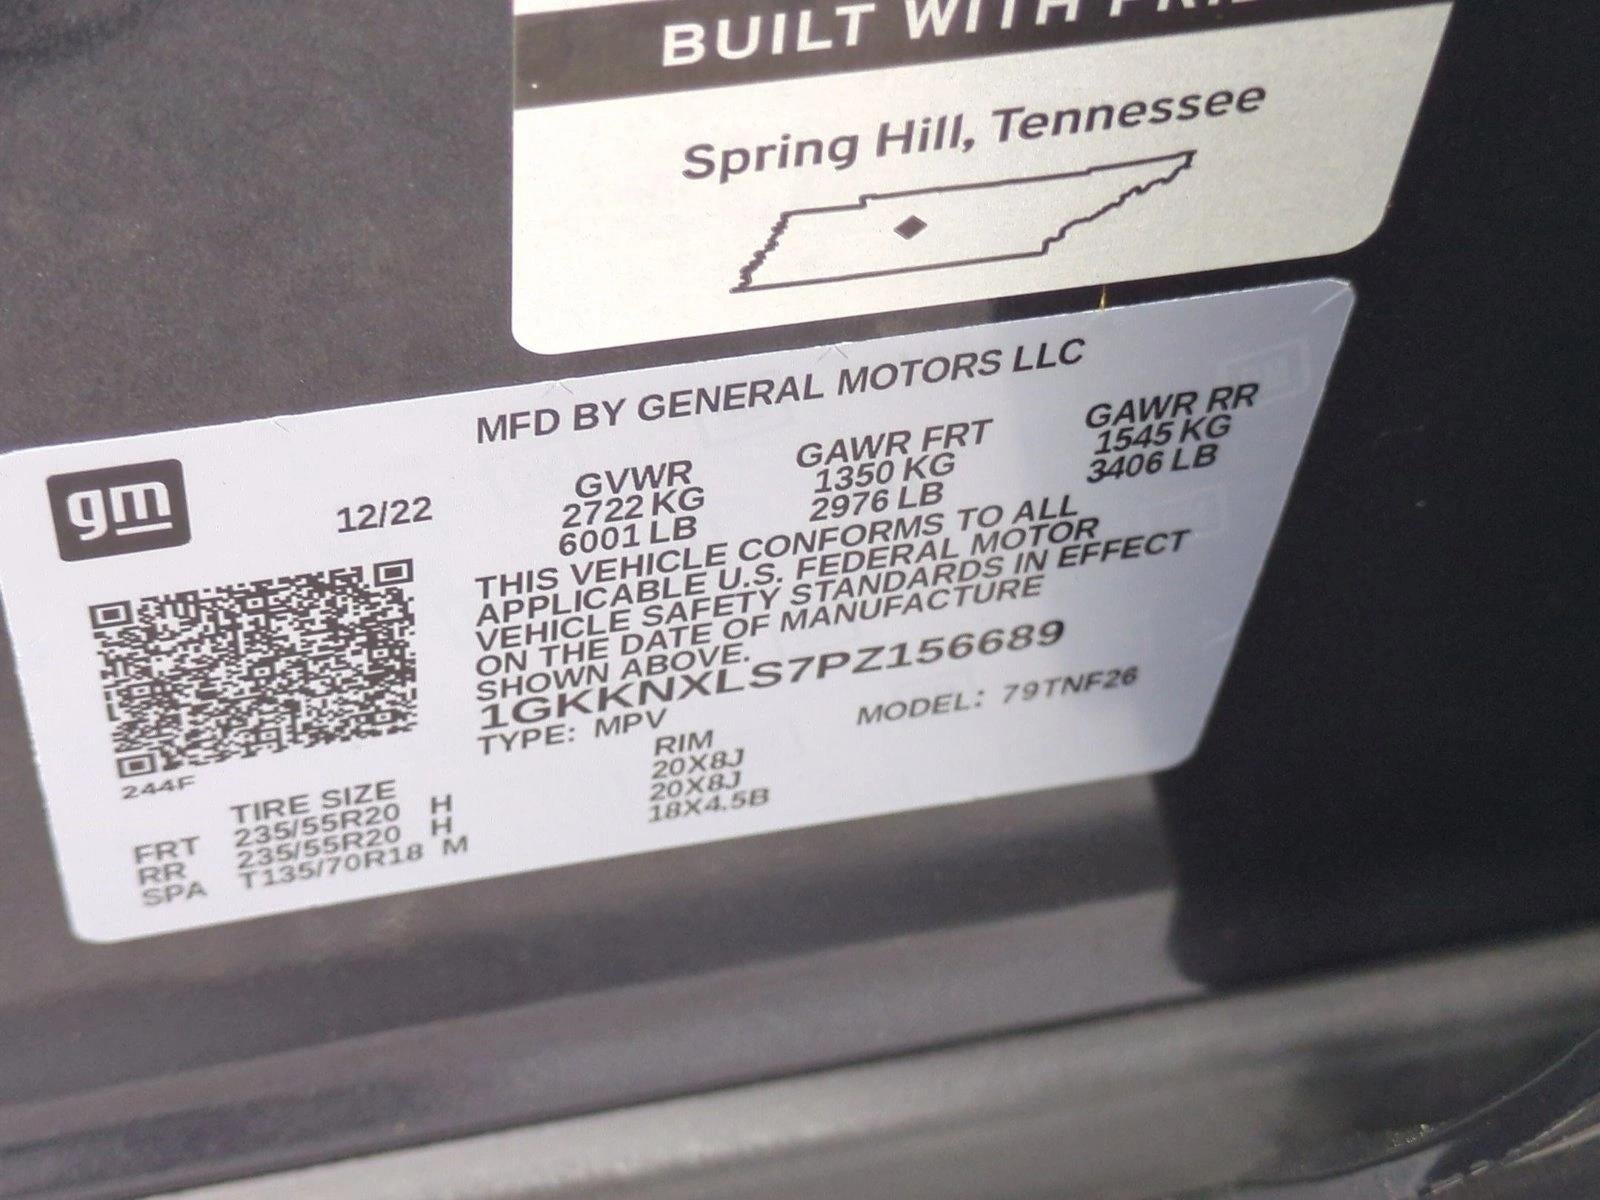 BUILT WITH
Spring Hill, Tennessee
MFD BY GENERAL MOTORS LLC
gm
12/22
GVWR
2722 KG
6001 LB
GAWR FRT
1350 KG
2976 LB
GAWR RR
1545 KG
3406 LB
THIS VEHICLE CONFORMS TO ALL
APPLICABLE U.S. FEDERAL MOTOR
VEHICLE SAFETY STANDARDS IN EFFECT
ON THE DATE OF MANUFACTURE
SHOWN ABOVE.
1GKKNXLS7PZ156689
TYPE: MPV MODEL: 79TNF26
244F
TIRE SIZE RIM
FRT 235/55R20 H 20X8J
RR 235/55R20 H 20X8J
SPA T135/70R18 M 18X4.5B